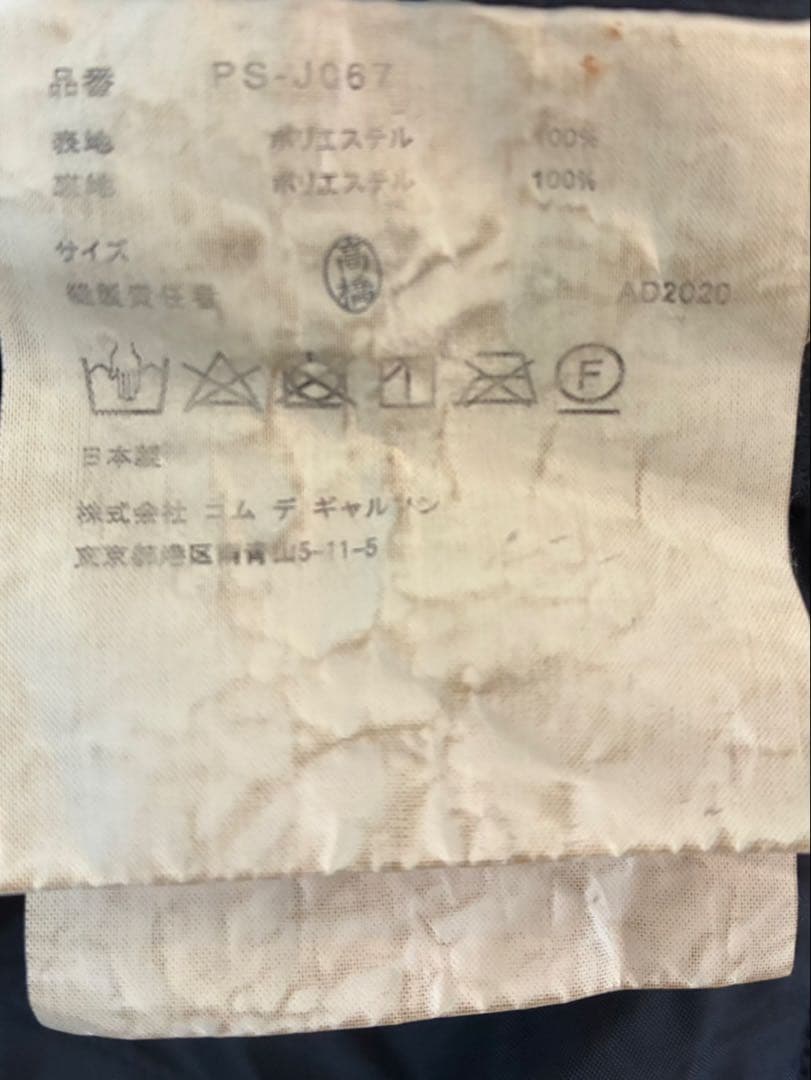 品番 PS-J067
表地 ポリエステル 100%
裏地 ポリエステル 100%
サイズ
縫製責任者 高橋 AD2020
F
日本製
株式会社 コム デ ギャルソン
東京都港区南青山5-11-5